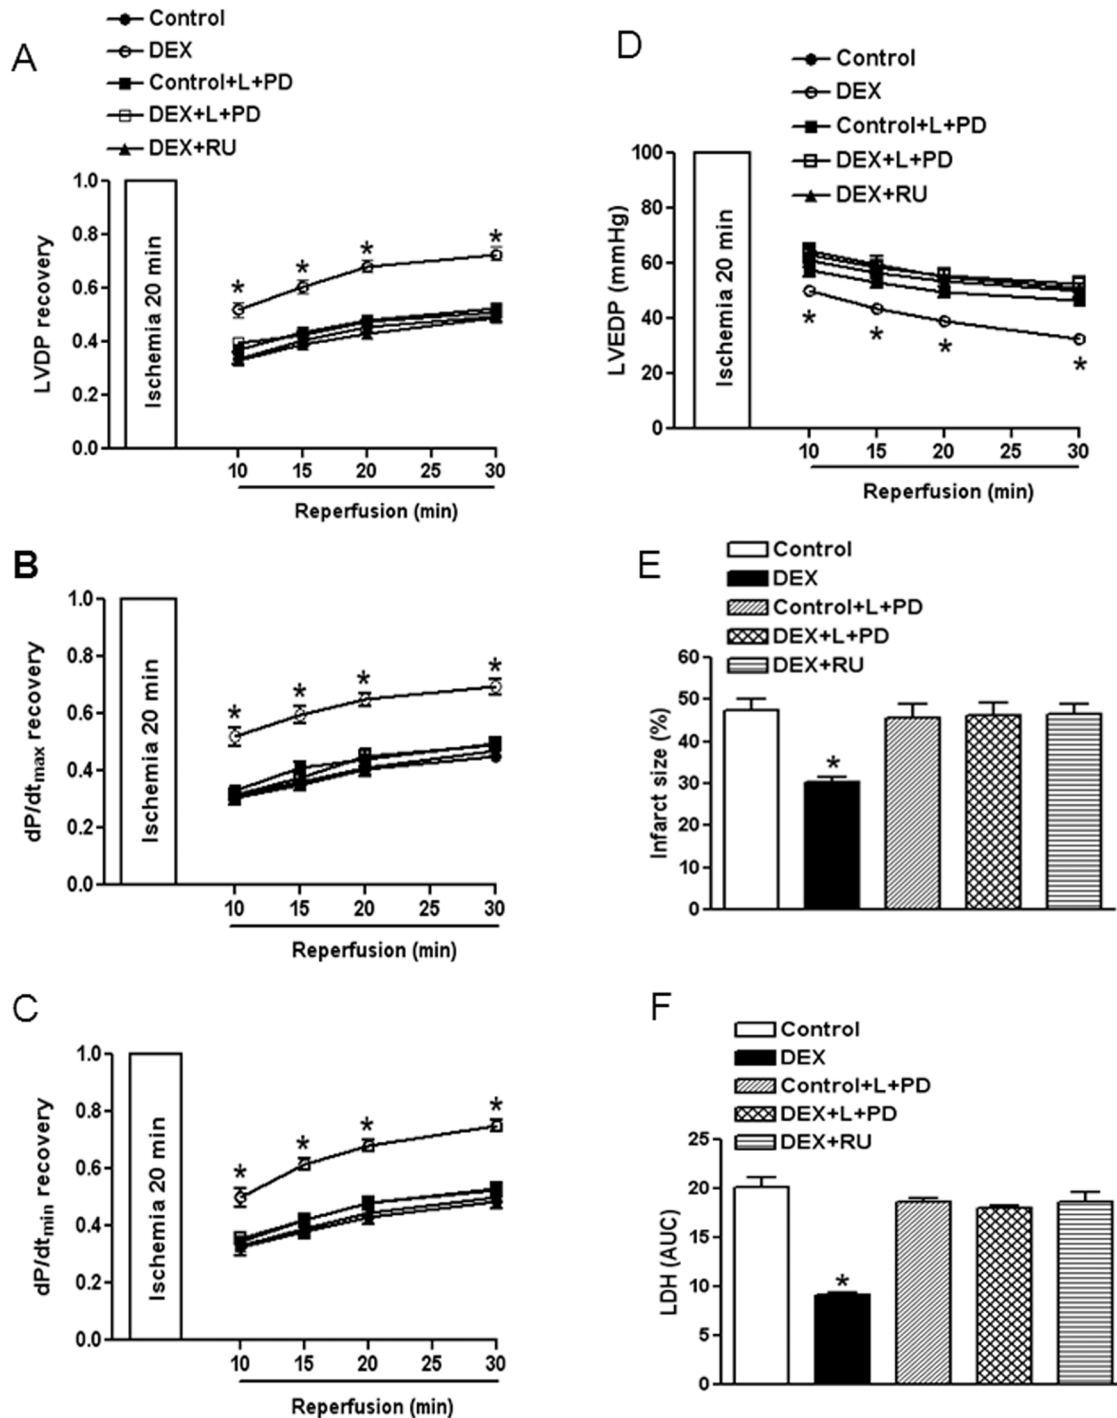 A
Control
DEX
Control+L+PD
DEX+L+PD
DEX+RU
LVDP recovery
1.0
0.8
0.6
0.4
0.2
0.0
Ischemia 20 min
* * * *
10 15 20 25 30
Reperfusion (min)
B
dP/dtmax recovery
1.0
0.8
0.6
0.4
0.2
0.0
Ischemia 20 min
* * * *
10 15 20 25 30
Reperfusion (min)
C
dP/dtmin recovery
1.0
0.8
0.6
0.4
0.2
0.0
Ischemia 20 min
* * * *
10 15 20 25 30
Reperfusion (min)
D
Control
DEX
Control+L+PD
DEX+L+PD
DEX+RU
LVEDP (mmHg)
100
80
60
40
20
0
Ischemia 20 min
* * * *
10 15 20 25 30
Reperfusion (min)
E
Control
DEX
Control+L+PD
DEX+L+PD
DEX+RU
Infarct size (%)
60
50
40
30
20
10
0
*
F
Control
DEX
Control+L+PD
DEX+L+PD
DEX+RU
LDH (AUC)
25
20
15
10
5
0
*